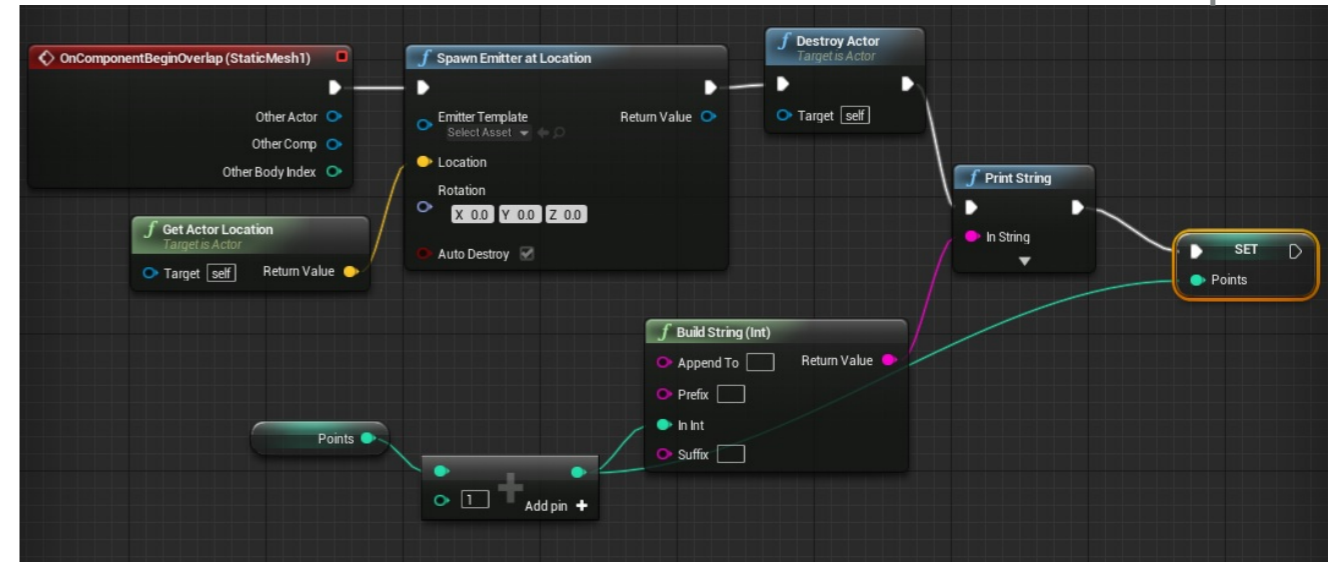 OnComponentBeginOverlap (StaticMesh1)
Other Actor
Other Comp
Other Body Index
Get Actor Location
Target is Actor
Target self
Return Value
Spawn Emitter at Location
Emitter Template
Select Asset
Return Value
Location
Rotation
X 0.0 Y 0.0 Z 0.0
Auto Destroy
Destroy Actor
Target is Actor
Target self
Print String
In String
SET
Points
Build String (Int)
Append To
Return Value
Prefix
In Int
Suffix
Points
1
Add pin